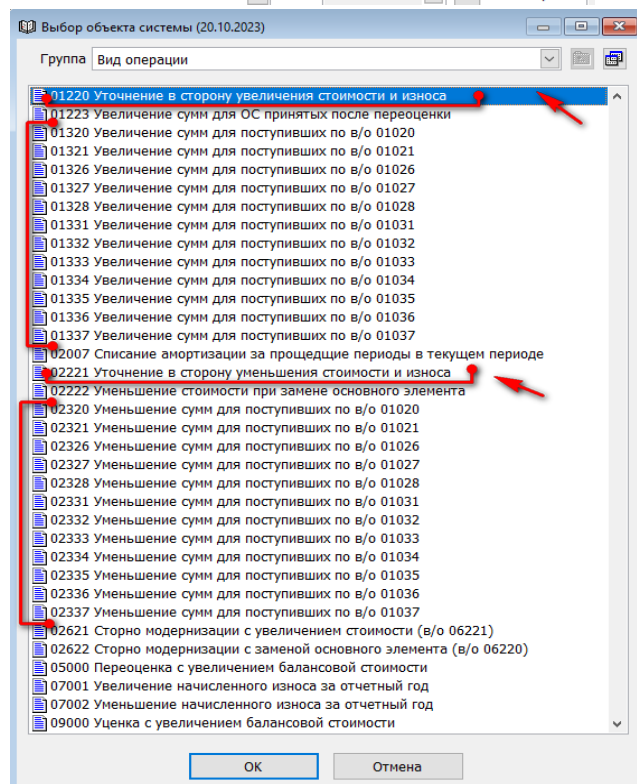 Выбор объекта системы (20.10.2023)
Группа Вид операции
01220 Уточнение в сторону увеличения стоимости и износа
01223 Увеличение сумм для ОС принятых после переоценки
01320 Увеличение сумм для поступивших по в/о 01020
01321 Увеличение сумм для поступивших по в/о 01021
01326 Увеличение сумм для поступивших по в/о 01026
01327 Увеличение сумм для поступивших по в/о 01027
01328 Увеличение сумм для поступивших по в/о 01028
01331 Увеличение сумм для поступивших по в/о 01031
01332 Увеличение сумм для поступивших по в/о 01032
01333 Увеличение сумм для поступивших по в/о 01033
01334 Увеличение сумм для поступивших по в/о 01034
01335 Увеличение сумм для поступивших по в/о 01035
01336 Увеличение сумм для поступивших по в/о 01036
01337 Увеличение сумм для поступивших по в/о 01037
02007 Списание амортизации за прощедщие периоды в текущем периоде
02221 Уточнение в сторону уменьшения стоимости и износа
02222 Уменьшение стоимости при замене основного элемента
02320 Уменьшение сумм для поступивших по в/о 01020
02321 Уменьшение сумм для поступивших по в/о 01021
02326 Уменьшение сумм для поступивших по в/о 01026
02327 Уменьшение сумм для поступивших по в/о 01027
02328 Уменьшение сумм для поступивших по в/о 01028
02331 Уменьшение сумм для поступивших по в/о 01031
02332 Уменьшение сумм для поступивших по в/о 01032
02333 Уменьшение сумм для поступивших по в/о 01033
02334 Уменьшение сумм для поступивших по в/о 01034
02335 Уменьшение сумм для поступивших по в/о 01035
02336 Уменьшение сумм для поступивших по в/о 01036
02337 Уменьшение сумм для поступивших по в/о 01037
02621 Сторно модернизации с увеличением стоимости (в/о 06221)
02622 Сторно модернизации с заменой основного элемента (в/о 06220)
05000 Переоценка с увеличением балансовой стоимости
07001 Увеличение начисленного износа за отчетный год
07002 Уменьшение начисленного износа за отчетный год
09000 Уценка с увеличением балансовой стоимости
ОК Отмена